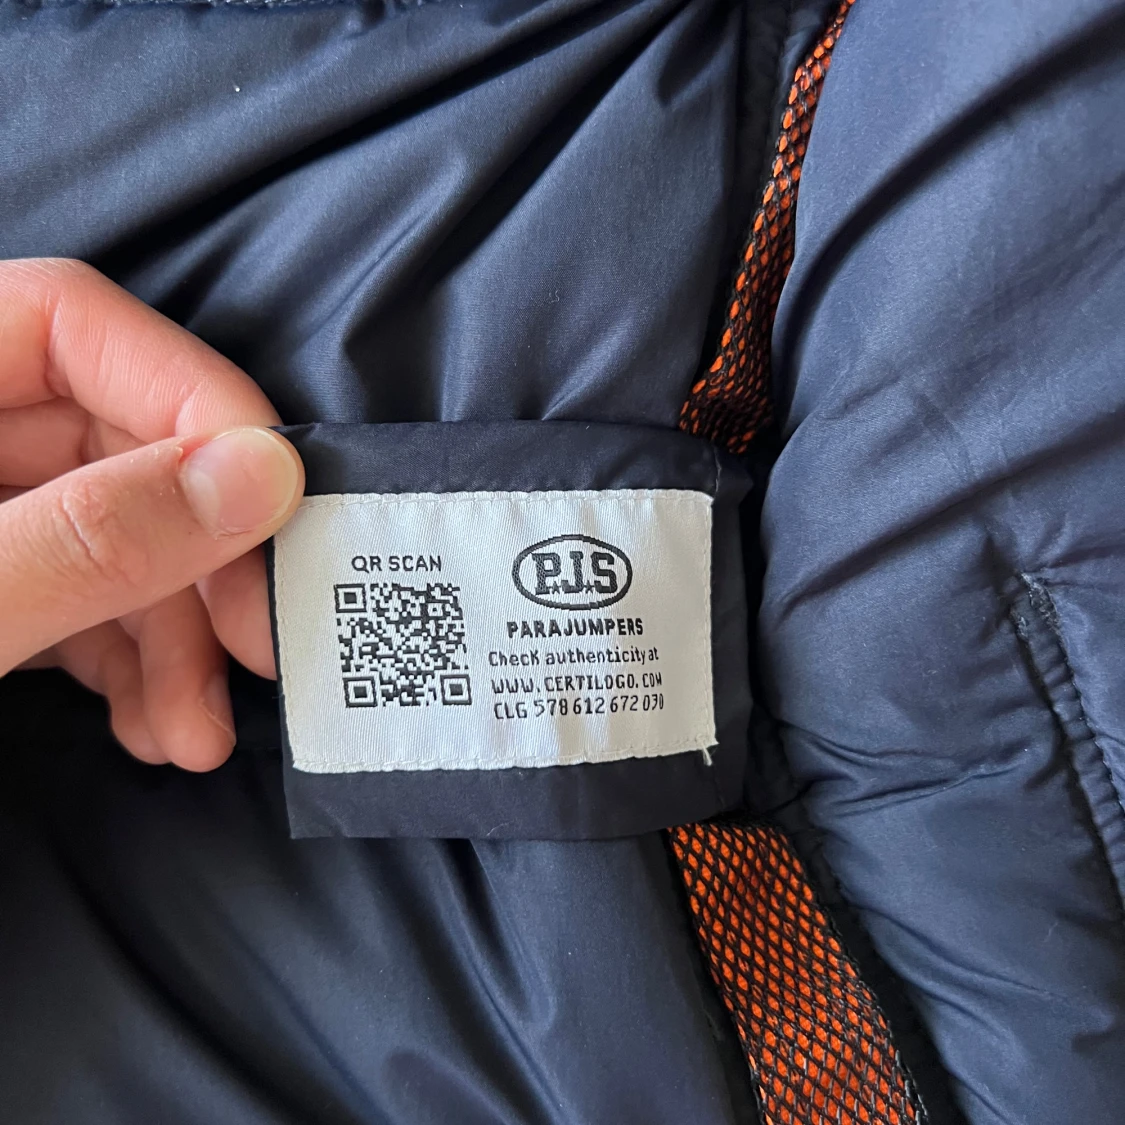 QR SCAN
P.J.S
PARAJUMPERS
Check authenticity at
WWW.CERTILOGO.COM
CLG 578 612 672 030